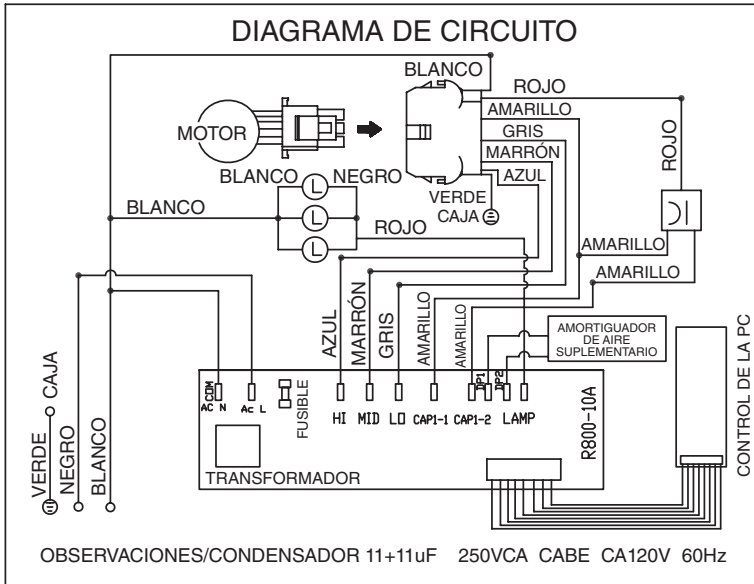 DIAGRAMA DE CIRCUITO
BLANCO
ROJO
AMARILLO
GRIS
MARRÓN
AZUL
MOTOR
ROJO
BLANCO
NEGRO
L
L
L
VERDE
CAJA
BLANCO
ROJO
AMARILLO
AMARILLO
AZUL
MARRÓN
GRIS
AMARILLO
AMARILLO
AMORTIGUADOR
DE AIRE
SUPLEMENTARIO
CONTROL DE LA PC
CAJA
VERDE
NEGRO
BLANCO
COM
AC N
Ac L
FUSIBLE
HI
MID
LO
CAP1-1
CAP1-2
DP1
DP2
LAMP
R800-10A
TRANSFORMADOR
OBSERVACIONES/CONDENSADOR 11+11uF 250VCA CABE CA120V 60Hz